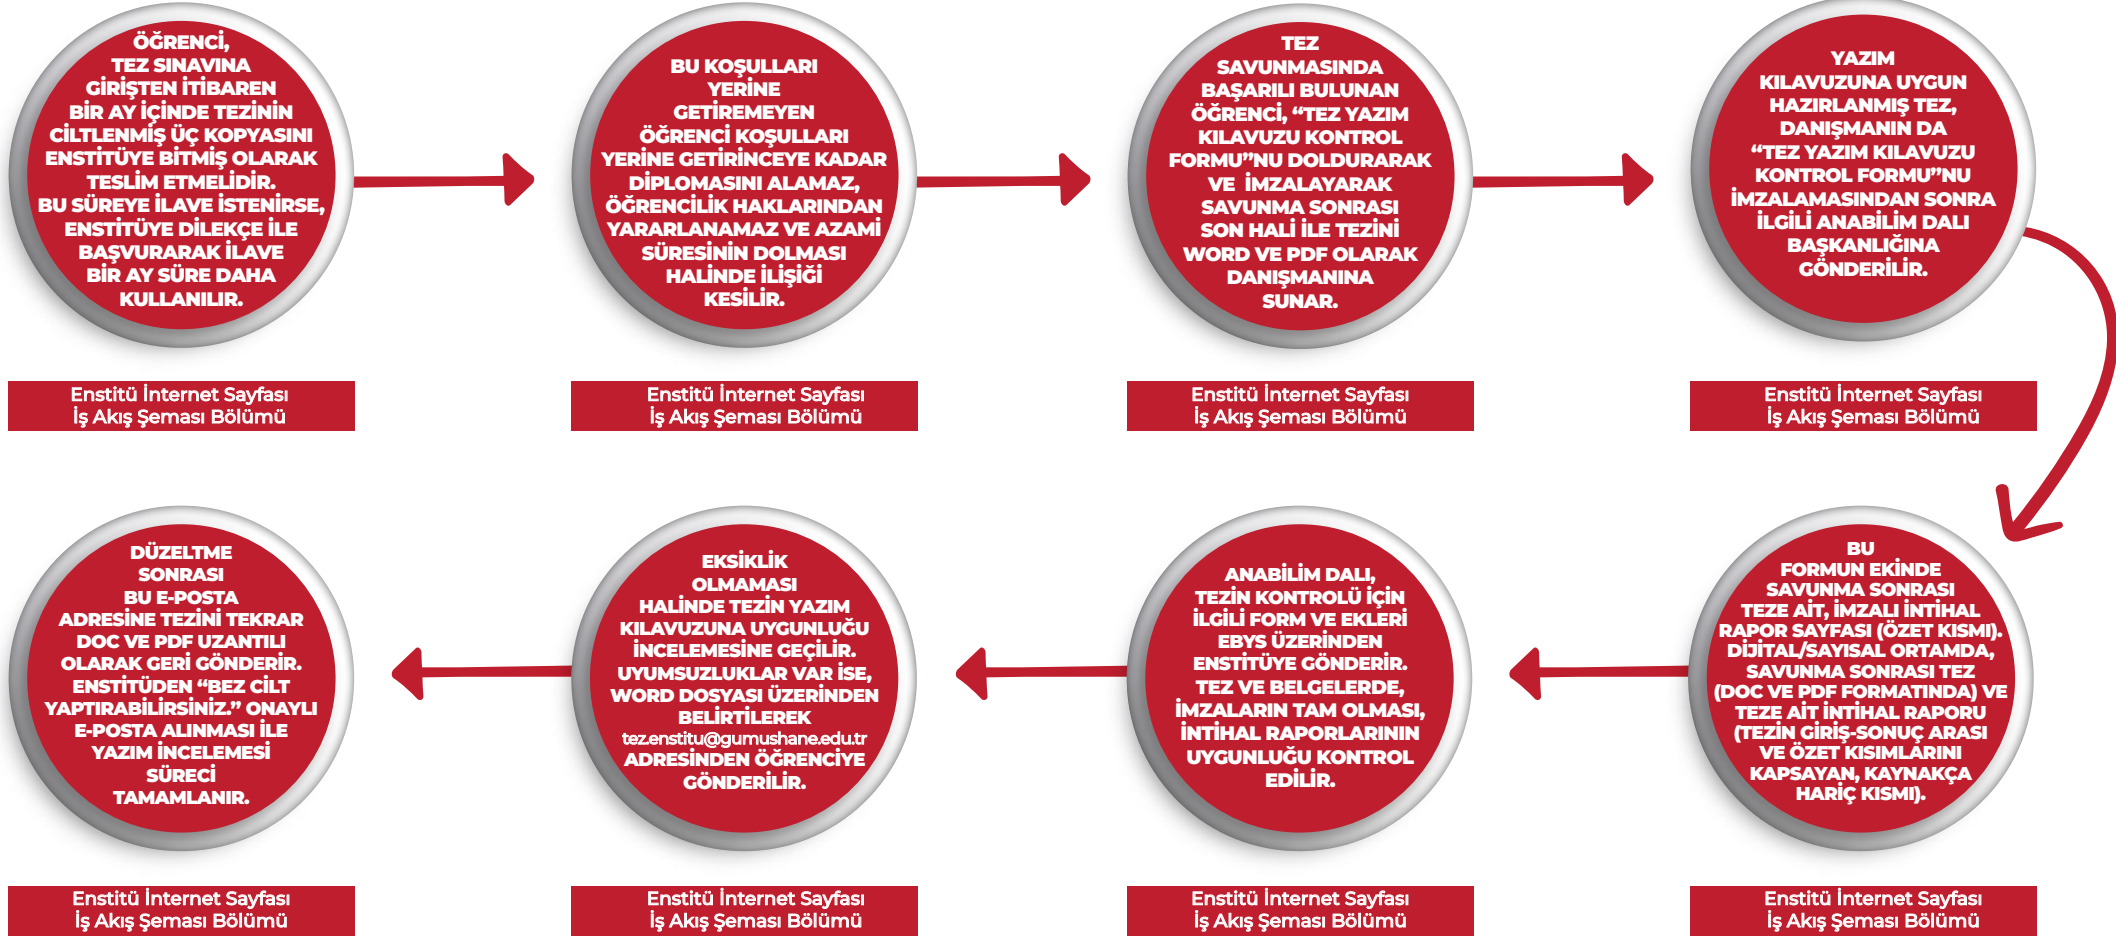 ÖĞRENCİ,
TEZ SINAVINA
GİRİŞTEN İTİBAREN
BİR AY İÇİNDE TEZİNİN
CİLTLENMİŞ ÜÇ KOPYASINI
ENSTİTÜYE BİTMİŞ OLARAK
TESLİM ETMELİDİR.
BU SÜREYE İLAVE İSTENİRSE,
ENSTİTÜYE DİLEKÇE İLE
BAŞVURARAK İLAVE
BİR AY SÜRE DAHA
KULLANILIR.
Enstitü İnternet Sayfası
İş Akış Şeması Bölümü
BU KOŞULLARI
YERİNE
GETİREMEYEN
ÖĞRENCİ KOŞULLARI
YERİNE GETİRİNCEYE KADAR
DİPLOMASINI ALAMAZ,
ÖĞRENCİLİK HAKLARINDAN
YARARLANAMAZ VE AZAMİ
SÜRESİNİN DOLMASI
HALİNDE İLİŞİĞİ
KESİLİR.
Enstitü İnternet Sayfası
İş Akış Şeması Bölümü
TEZ
SAVUNMASINDA
BAŞARILI BULUNAN
ÖĞRENCİ, “TEZ YAZIM
KILAVUZU KONTROL
FORMU”NU DOLDURARAK
VE İMZALAYARAK
SAVUNMA SONRASI
SON HALİ İLE TEZİNİ
WORD VE PDF OLARAK
DANIŞMANINA
SUNAR.
Enstitü İnternet Sayfası
İş Akış Şeması Bölümü
YAZIM
KILAVUZUNA UYGUN
HAZIRLANMIŞ TEZ,
DANIŞMANIN DA
“TEZ YAZIM KILAVUZU
KONTROL FORMU”NU
İMZALAMASINDAN SONRA
İLGİLİ ANABİLİM DALI
BAŞKANLIĞINA
GÖNDERİLİR.
Enstitü İnternet Sayfası
İş Akış Şeması Bölümü
BU
FORMUN EKİNDE
SAVUNMA SONRASI
TEZE AİT, İMZALI İNTİHAL
RAPOR SAYFASI (ÖZET KISMI).
DİJİTAL/SAYISAL ORTAMDA,
SAVUNMA SONRASI TEZ
(DOC VE PDF FORMATINDA) VE
TEZE AİT İNTİHAL RAPORU
(TEZİN GİRİŞ-SONUÇ ARASI
VE ÖZET KISIMLARINI
KAPSAYAN, KAYNAKÇA
HARİÇ KISMI).
Enstitü İnternet Sayfası
İş Akış Şeması Bölümü
ANABİLİM DALI,
TEZİN KONTROLÜ İÇİN
İLGİLİ FORM VE EKLERİ
EBYS ÜZERİNDEN
ENSTİTÜYE GÖNDERİR.
TEZ VE BELGELERDE,
İMZALARIN TAM OLMASI,
İNTİHAL RAPORLARININ
UYGUNLUĞU KONTROL
EDİLİR.
Enstitü İnternet Sayfası
İş Akış Şeması Bölümü
EKSİKLİK
OLMAMASI
HALİNDE TEZİN YAZIM
KILAVUZUNA UYGUNLUĞU
İNCELEMESİNE GEÇİLİR.
UYUMSUZLUKLAR VAR İSE,
WORD DOSYASI ÜZERİNDEN
BELİRTİLEREK
tez.enstitu@gumushane.edu.tr
ADRESİNDEN ÖĞRENCİYE
GÖNDERİLİR.
Enstitü İnternet Sayfası
İş Akış Şeması Bölümü
DÜZELTME
SONRASI
BU E-POSTA
ADRESİNE TEZİNİ TEKRAR
DOC VE PDF UZANTILI
OLARAK GERİ GÖNDERİR.
ENSTİTÜDEN “BEZ CİLT
YAPTIRABİLİRSİNİZ.” ONAYLI
E-POSTA ALINMASI İLE
YAZIM İNCELEMESİ
SÜRECİ
TAMAMLANIR.
Enstitü İnternet Sayfası
İş Akış Şeması Bölümü